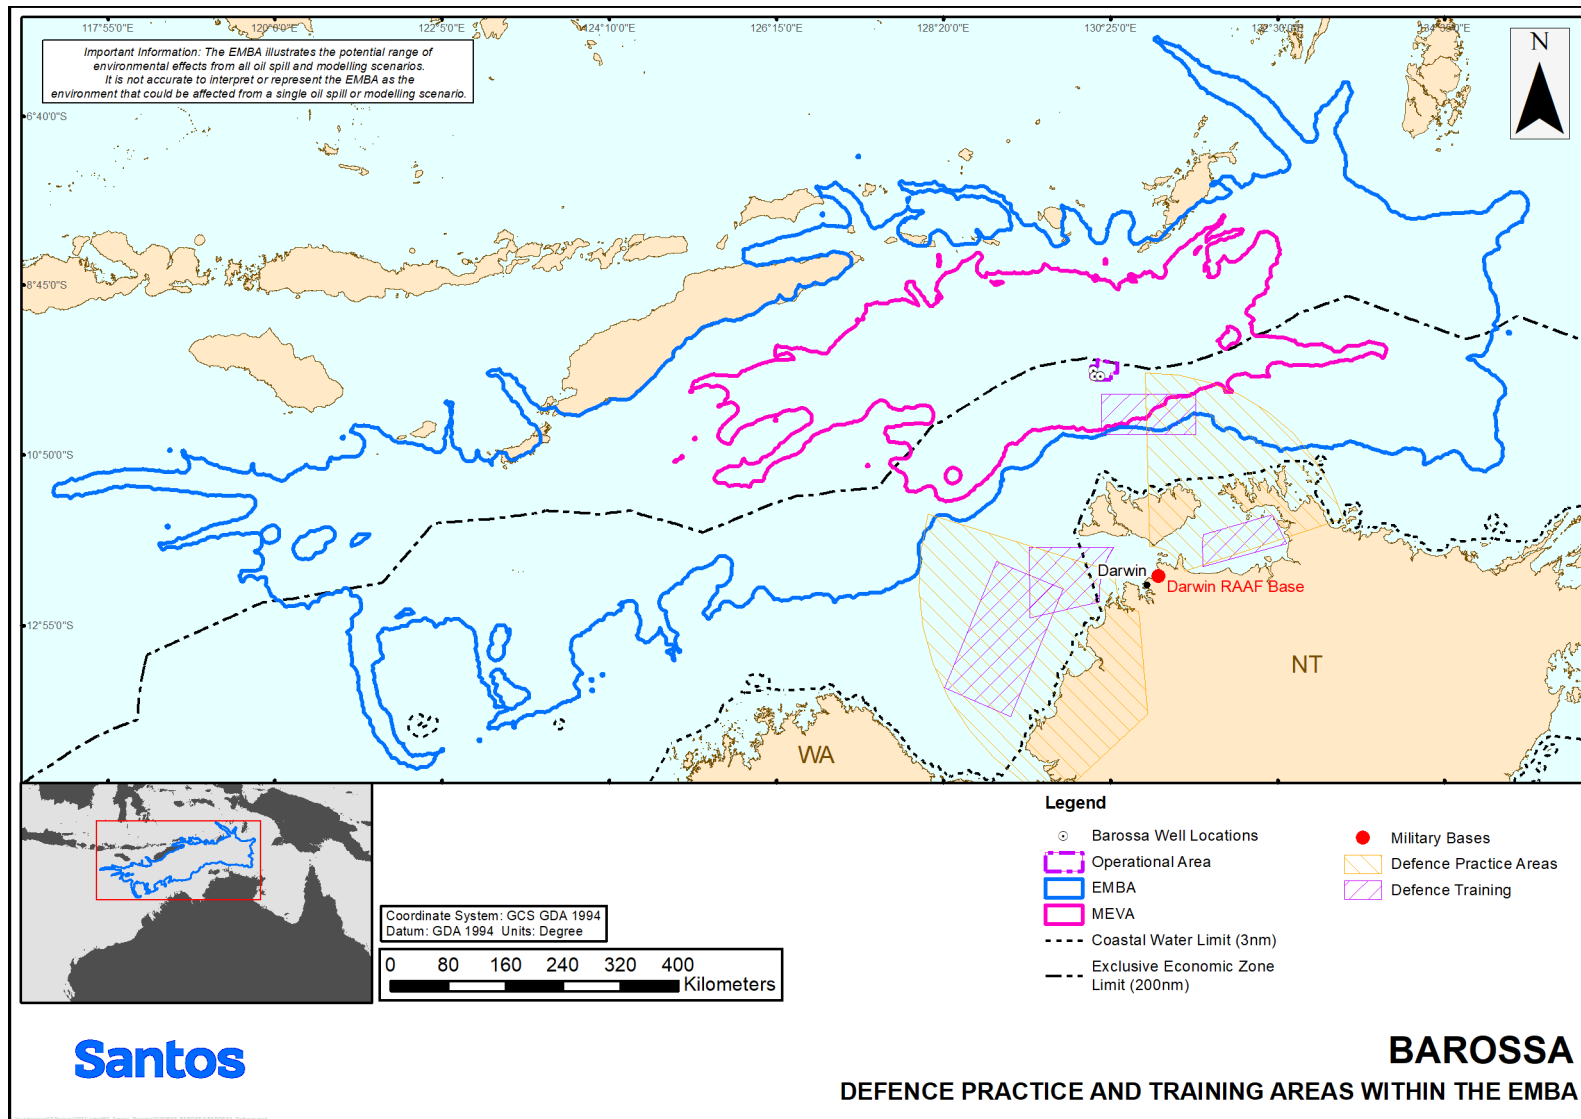 117°55'0"E
120°0'0"E
122°5'0"E
124°10'0"E
126°15'0"E
128°20'0"E
130°25'0"E
132°30'0"E
Important Information: The EMBA illustrates the potential range of
environmental effects from all oil spill and modelling scenarios.
It is not accurate to interpret or represent the EMBA as the
environment that could be affected from a single oil spill or modelling scenario.
N
6°40'0"S
8°45'0"S
10°50'0"S
12°55'0"S
Darwin
Darwin RAAF Base
NT
WA
Legend
Barossa Well Locations
Operational Area
EMBA
MEVA
Coastal Water Limit (3nm)
Exclusive Economic Zone
Limit (200nm)
Military Bases
Defence Practice Areas
Defence Training
Coordinate System: GCS GDA 1994
Datum: GDA 1994 Units: Degree
0 80 160 240 320 400
Kilometers
Santos
BAROSSA
DEFENCE PRACTICE AND TRAINING AREAS WITHIN THE EMBA